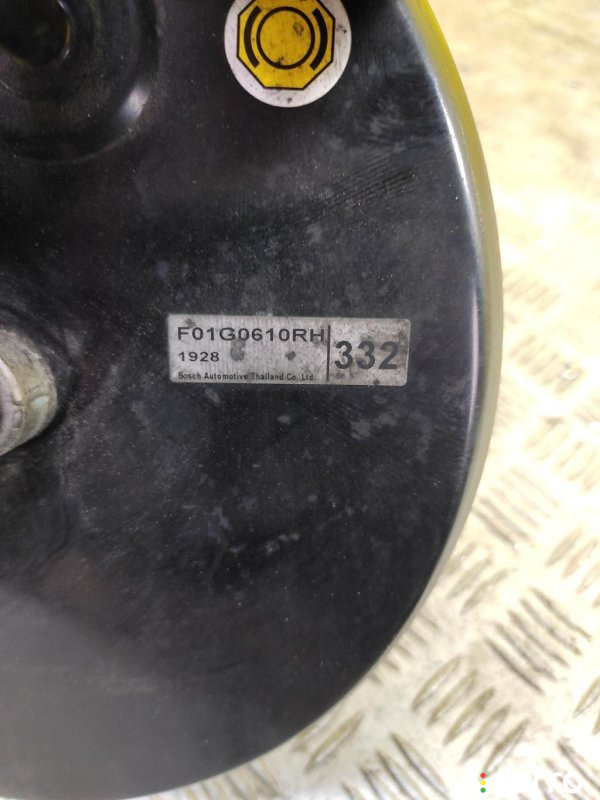 F01G0610RH
1928
332
Bosch Automotive Thailand Co.,Ltd.